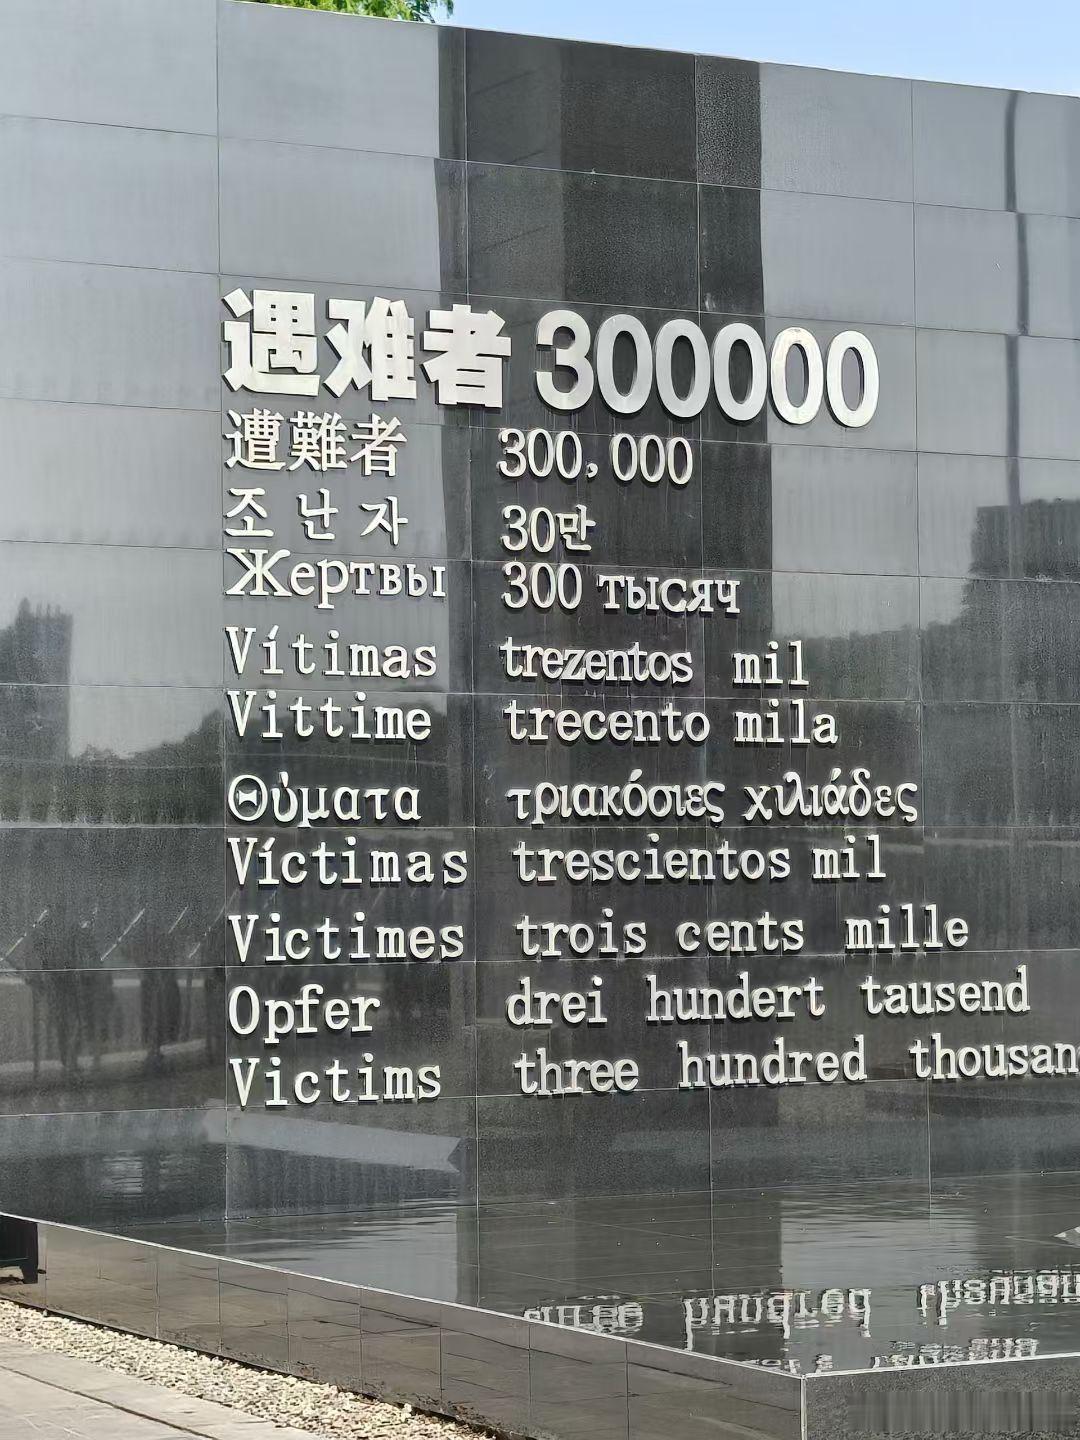 遇难者 300000
遭難者 300,000
조난자 30만
Жертвы 300 тысяч
Vítimas trezentos mil
Vittime trecento mila
Θύματα τριακόσιες χιλιάδες
Víctimas trescientos mil
Victimes trois cents mille
Opfer drei hundert tausend
Victims three hundred thousan